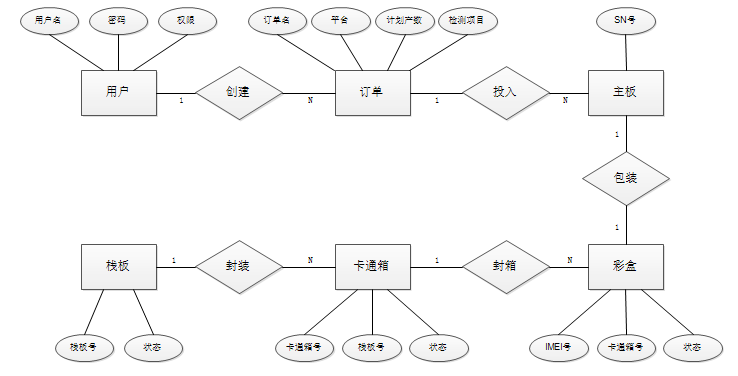 用户名 密码 权限 订单名 平台 计划产数 检测项目 SN号
用户 1 创建 N 订单 1 投入 N 主板
1
包装
1
栈板 1 封装 N 卡通箱 1 封箱 N 彩盒
栈板号 状态 卡通箱号 栈板号 状态 IMEI号 卡通箱号 状态